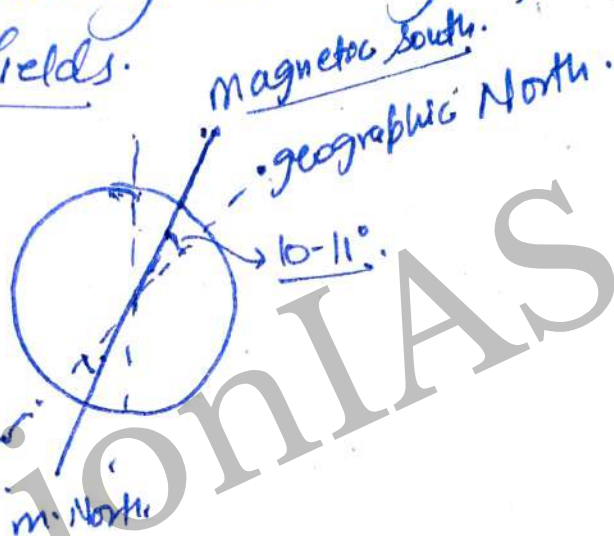 ields.
magnetic South.
geographic North.
10-11°.
m. North.
ionIAS